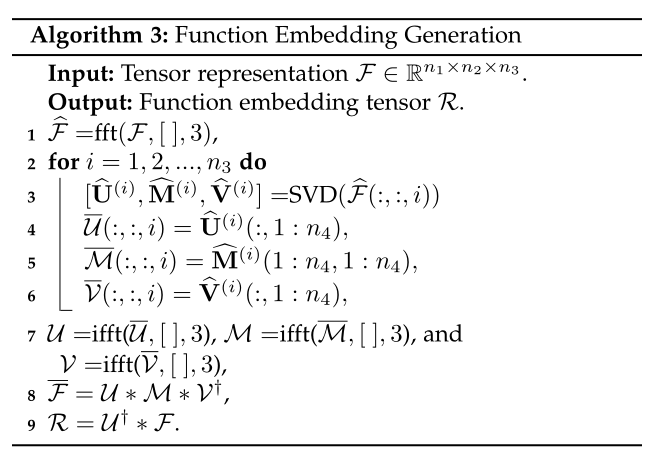 Algorithm 3: Function Embedding Generation
Input: Tensor representation $\mathcal{F} \in \mathbb{R}^{n_1 \times n_2 \times n_3}$.
Output: Function embedding tensor $\mathcal{R}$.
1 $\widehat{\mathcal{F}}$ =fft($\mathcal{F}$, [ ], 3),
2 for $i = 1, 2, ..., n_3$ do
3 $[\widehat{\mathbf{U}}^{(i)}, \widehat{\mathbf{M}}^{(i)}, \widehat{\mathbf{V}}^{(i)}]$ =SVD($\widehat{\mathcal{F}}(:, :, i)$)
4 $\overline{\mathcal{U}}(:, :, i) = \widehat{\mathbf{U}}^{(i)}(:, 1 : n_4)$,
5 $\overline{\mathcal{M}}(:, :, i) = \widehat{\mathbf{M}}^{(i)}(1 : n_4, 1 : n_4)$,
6 $\overline{\mathcal{V}}(:, :, i) = \widehat{\mathbf{V}}^{(i)}(:, 1 : n_4)$,
7 $\mathcal{U}$ =ifft($\overline{\mathcal{U}}$, [ ], 3), $\mathcal{M}$ =ifft($\overline{\mathcal{M}}$, [ ], 3), and
$\mathcal{V}$ =ifft($\overline{\mathcal{V}}$, [ ], 3),
8 $\overline{\mathcal{F}} = \mathcal{U} * \mathcal{M} * \mathcal{V}^{\dagger}$,
9 $\mathcal{R} = \mathcal{U}^{\dagger} * \mathcal{F}$.